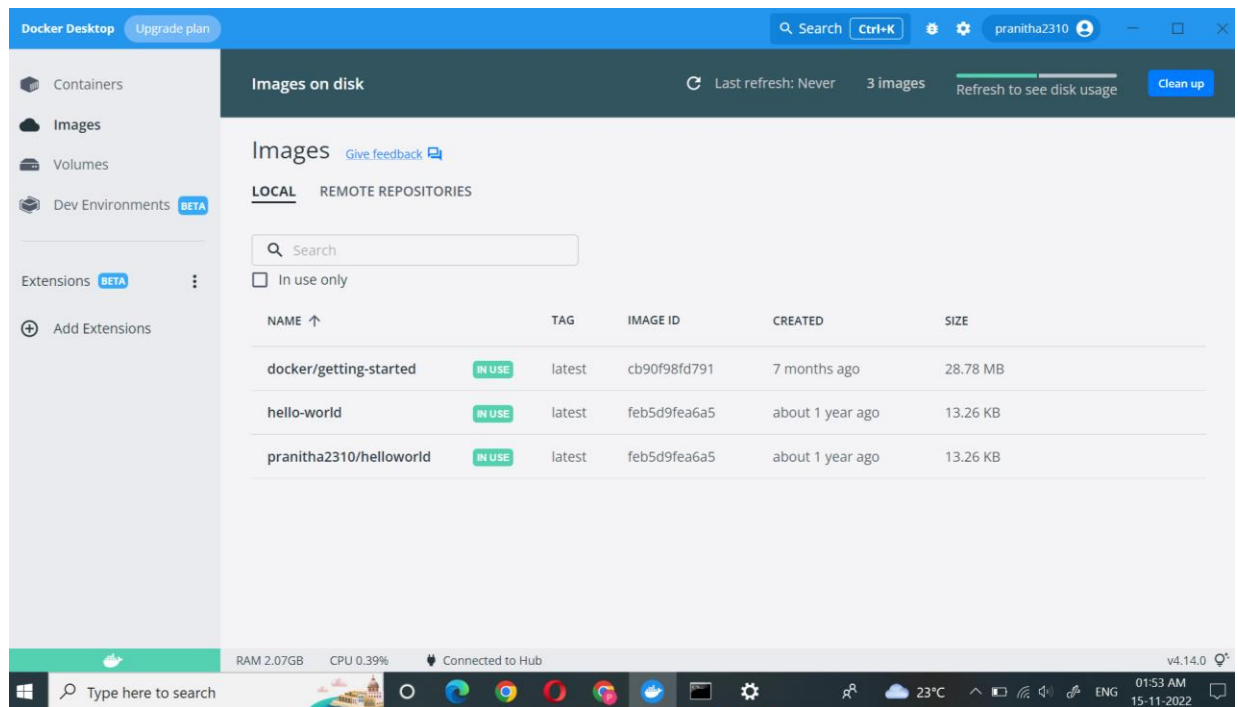 Docker Desktop Upgrade plan Search Ctrl+K pranitha2310
Containers
Images
Volumes
Dev Environments BETA
Extensions BETA
Add Extensions
Images on disk Last refresh: Never 3 images Refresh to see disk usage Clean up
Images Give feedback
LOCAL REMOTE REPOSITORIES
Search
In use only
NAME TAG IMAGE ID CREATED SIZE
docker/getting-started IN USE latest cb90f98fd791 7 months ago 28.78 MB
hello-world IN USE latest feb5d9fea6a5 about 1 year ago 13.26 KB
pranitha2310/helloworld IN USE latest feb5d9fea6a5 about 1 year ago 13.26 KB
RAM 2.07GB CPU 0.39% Connected to Hub v4.14.0
Type here to search 23°C ENG 01:53 AM
15-11-2022